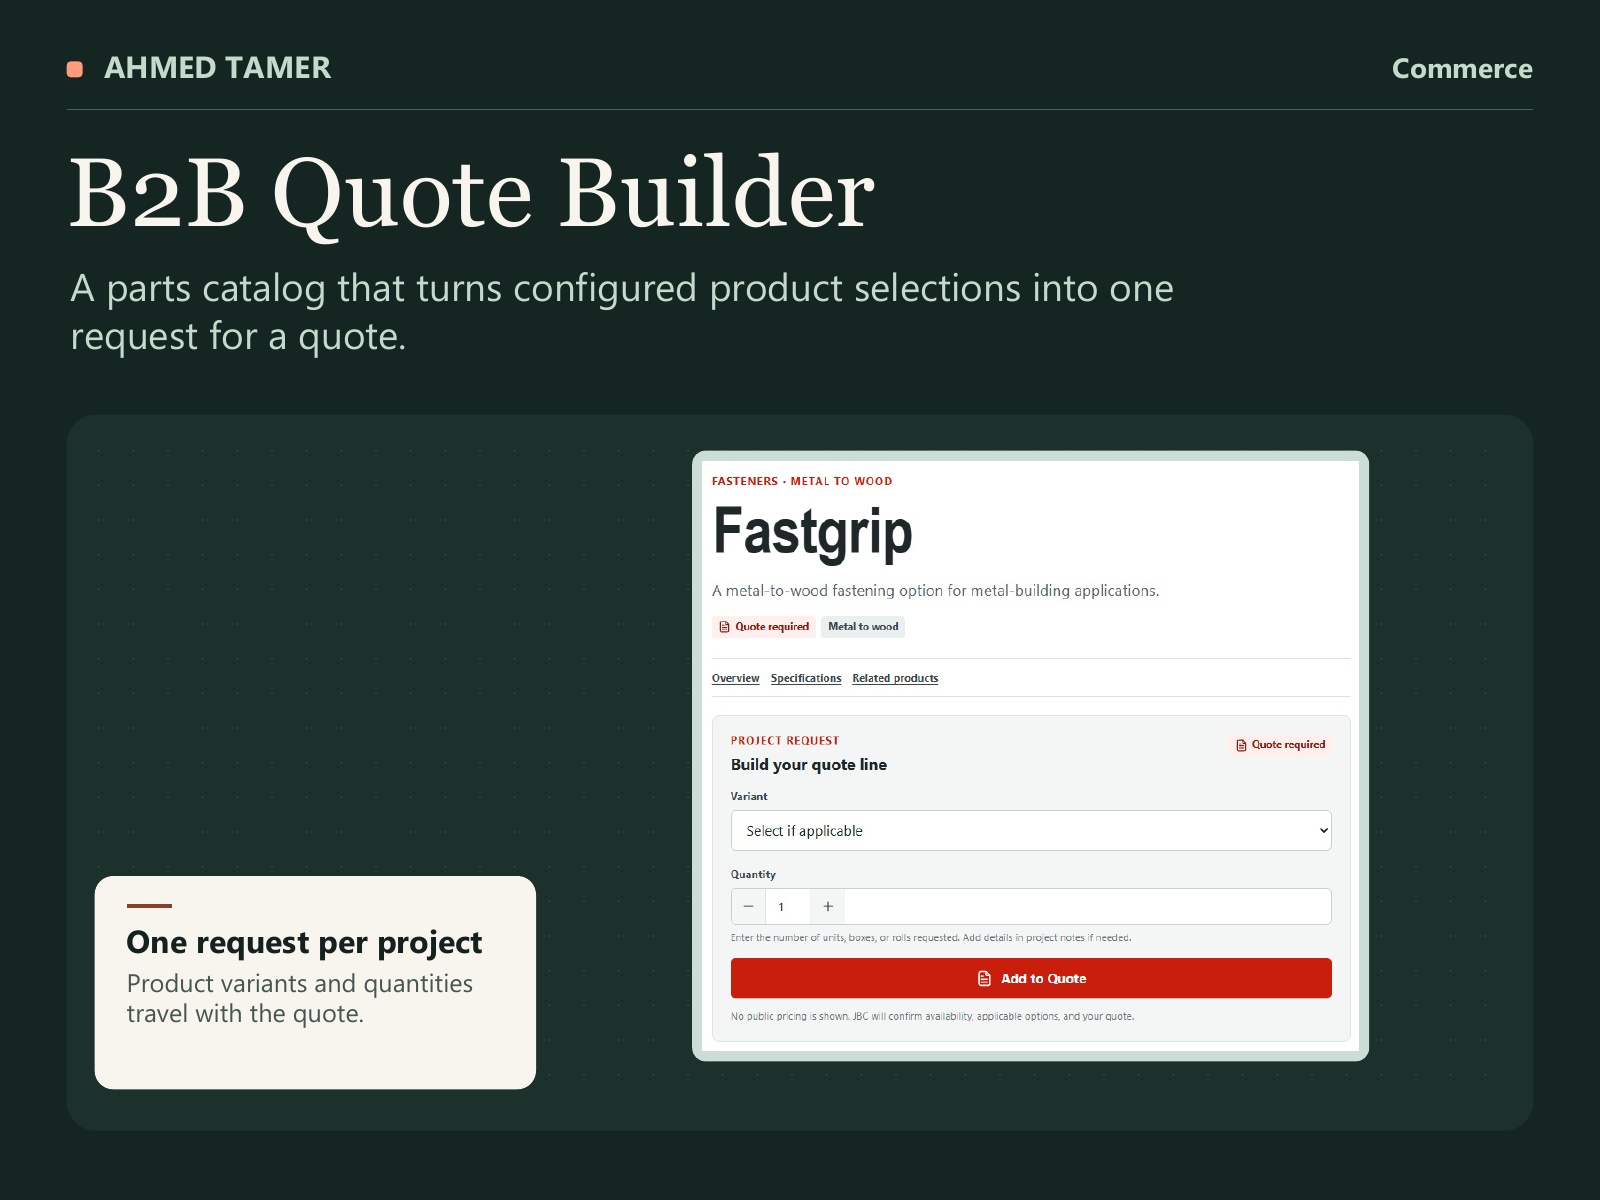 AHMED TAMER
Commerce
B2B Quote Builder
A parts catalog that turns configured product selections into one
request for a quote.
FASTENERS • METAL TO WOOD
Fastgrip
A metal-to-wood fastening option for metal-building applications.
Quote required
Metal to wood
Overview Specifications Related products
PROJECT REQUEST
Quote required
Build your quote line
Variant
Select if applicable
Quantity
− 1 +
Enter the number of units, boxes, or rolls requested. Add details in project notes if needed.
Add to Quote
No public pricing is shown. JBC will confirm availability, applicable options, and your quote.
One request per project
Product variants and quantities
travel with the quote.